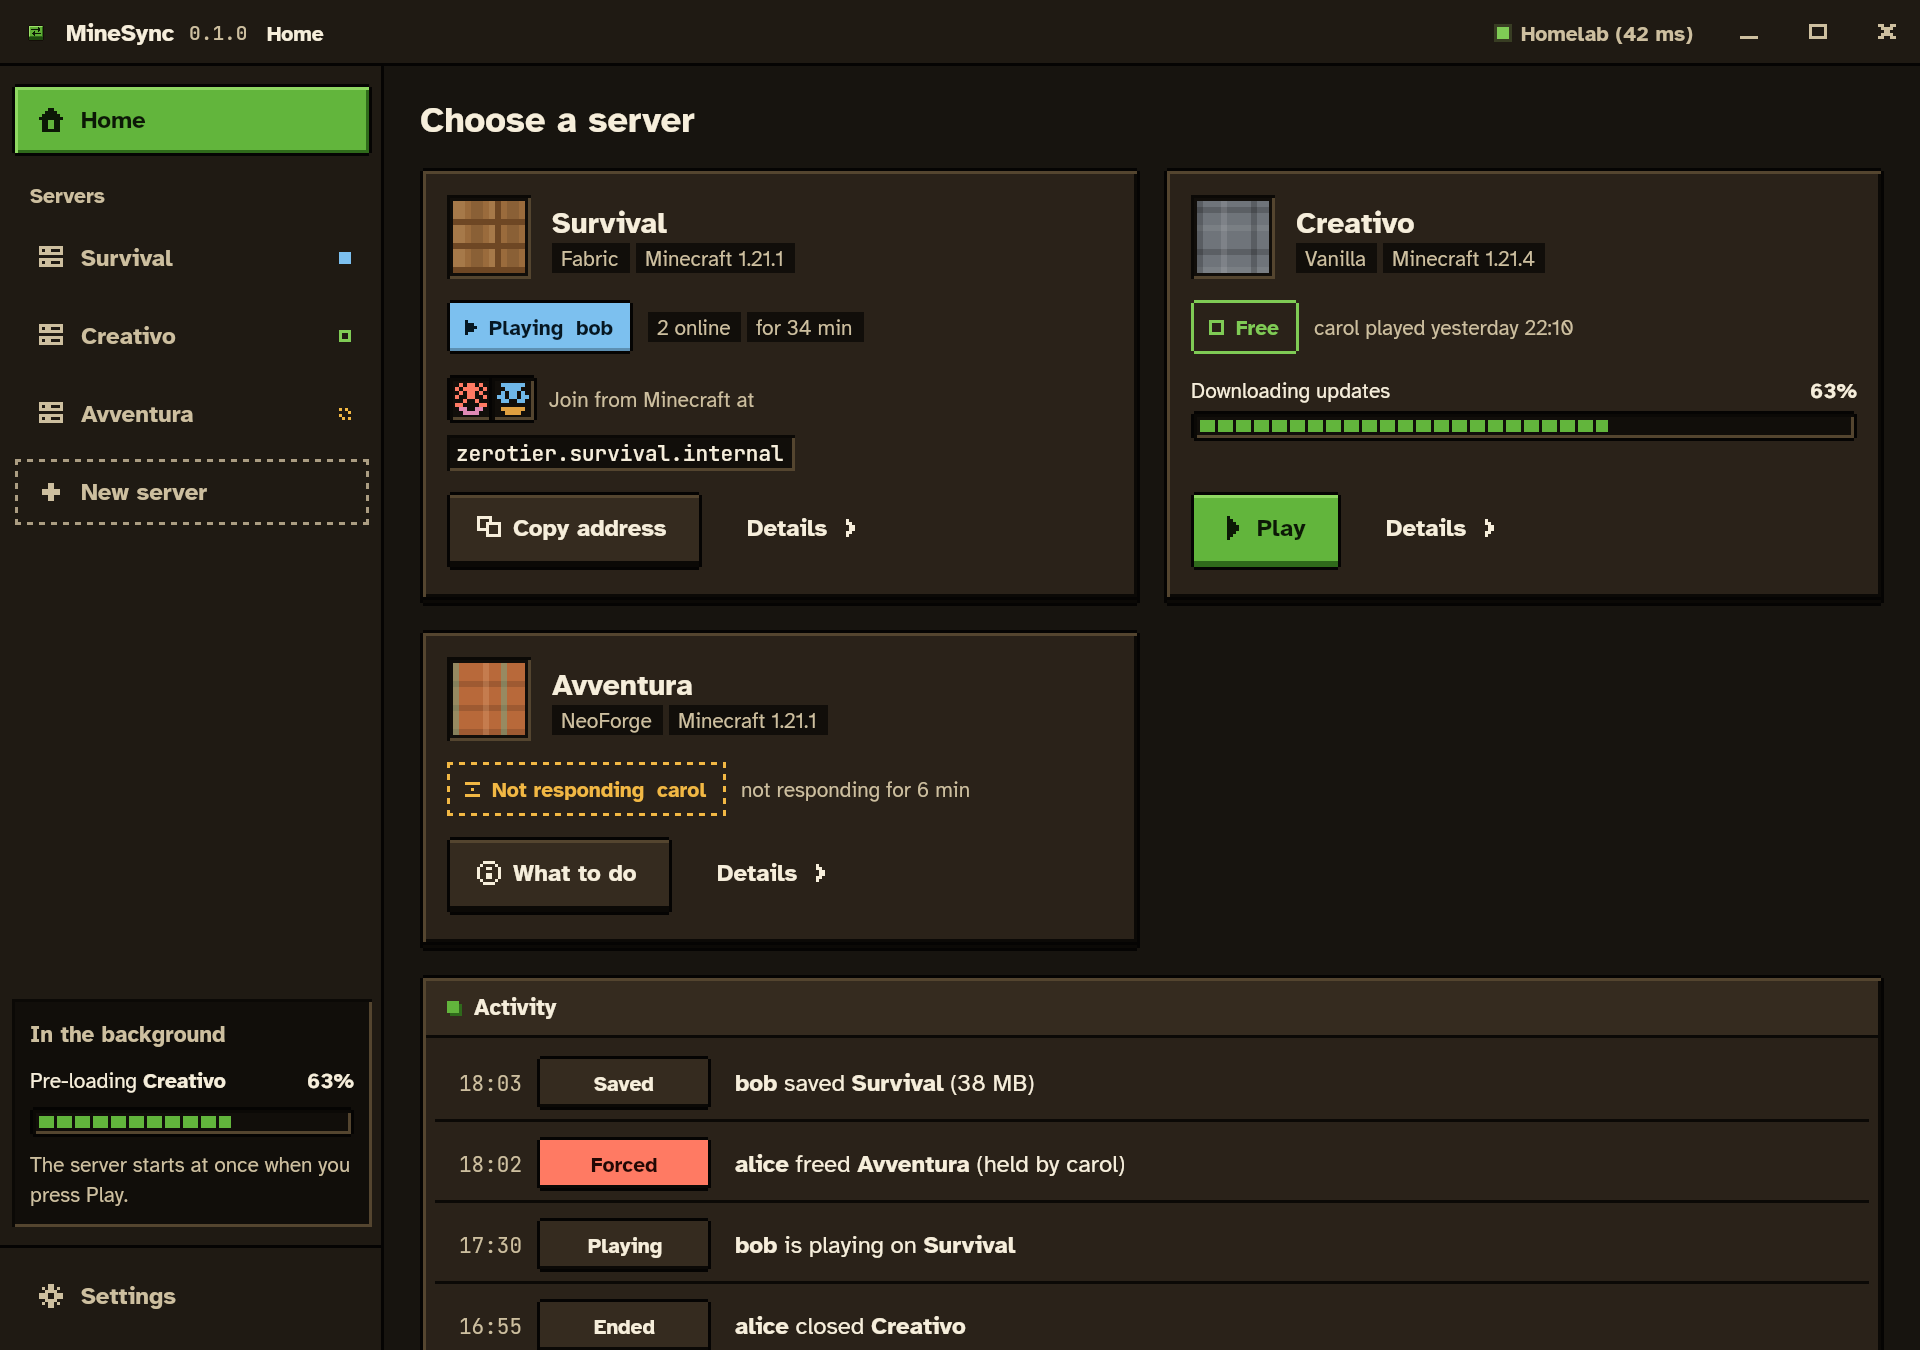 MineSync 0.1.0 Home
Homelab (42 ms)
Home
Servers
Survival
Creativo
Avventura
New server
In the background
Pre-loading Creativo 63%
The server starts at once when you
press Play.
Settings
Choose a server
Survival
Fabric Minecraft 1.21.1
Playing bob 2 online for 34 min
Join from Minecraft at
zerotier.survival.internal
Copy address Details
Creativo
Vanilla Minecraft 1.21.4
Free carol played yesterday 22:10
Downloading updates 63%
Play Details
Avventura
NeoForge Minecraft 1.21.1
Not responding carol not responding for 6 min
What to do Details
Activity
18:03 Saved bob saved Survival (38 MB)
18:02 Forced alice freed Avventura (held by carol)
17:30 Playing bob is playing on Survival
16:55 Ended alice closed Creativo